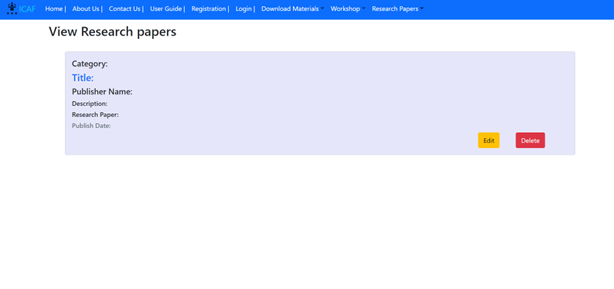 iCAF Home | About Us | Contact Us | User Guide | Registration | Login | Download Materials Workshop Research Papers
View Research papers
Category:
Title:
Publisher Name:
Description:
Research Paper:
Publish Date:
Edit Delete